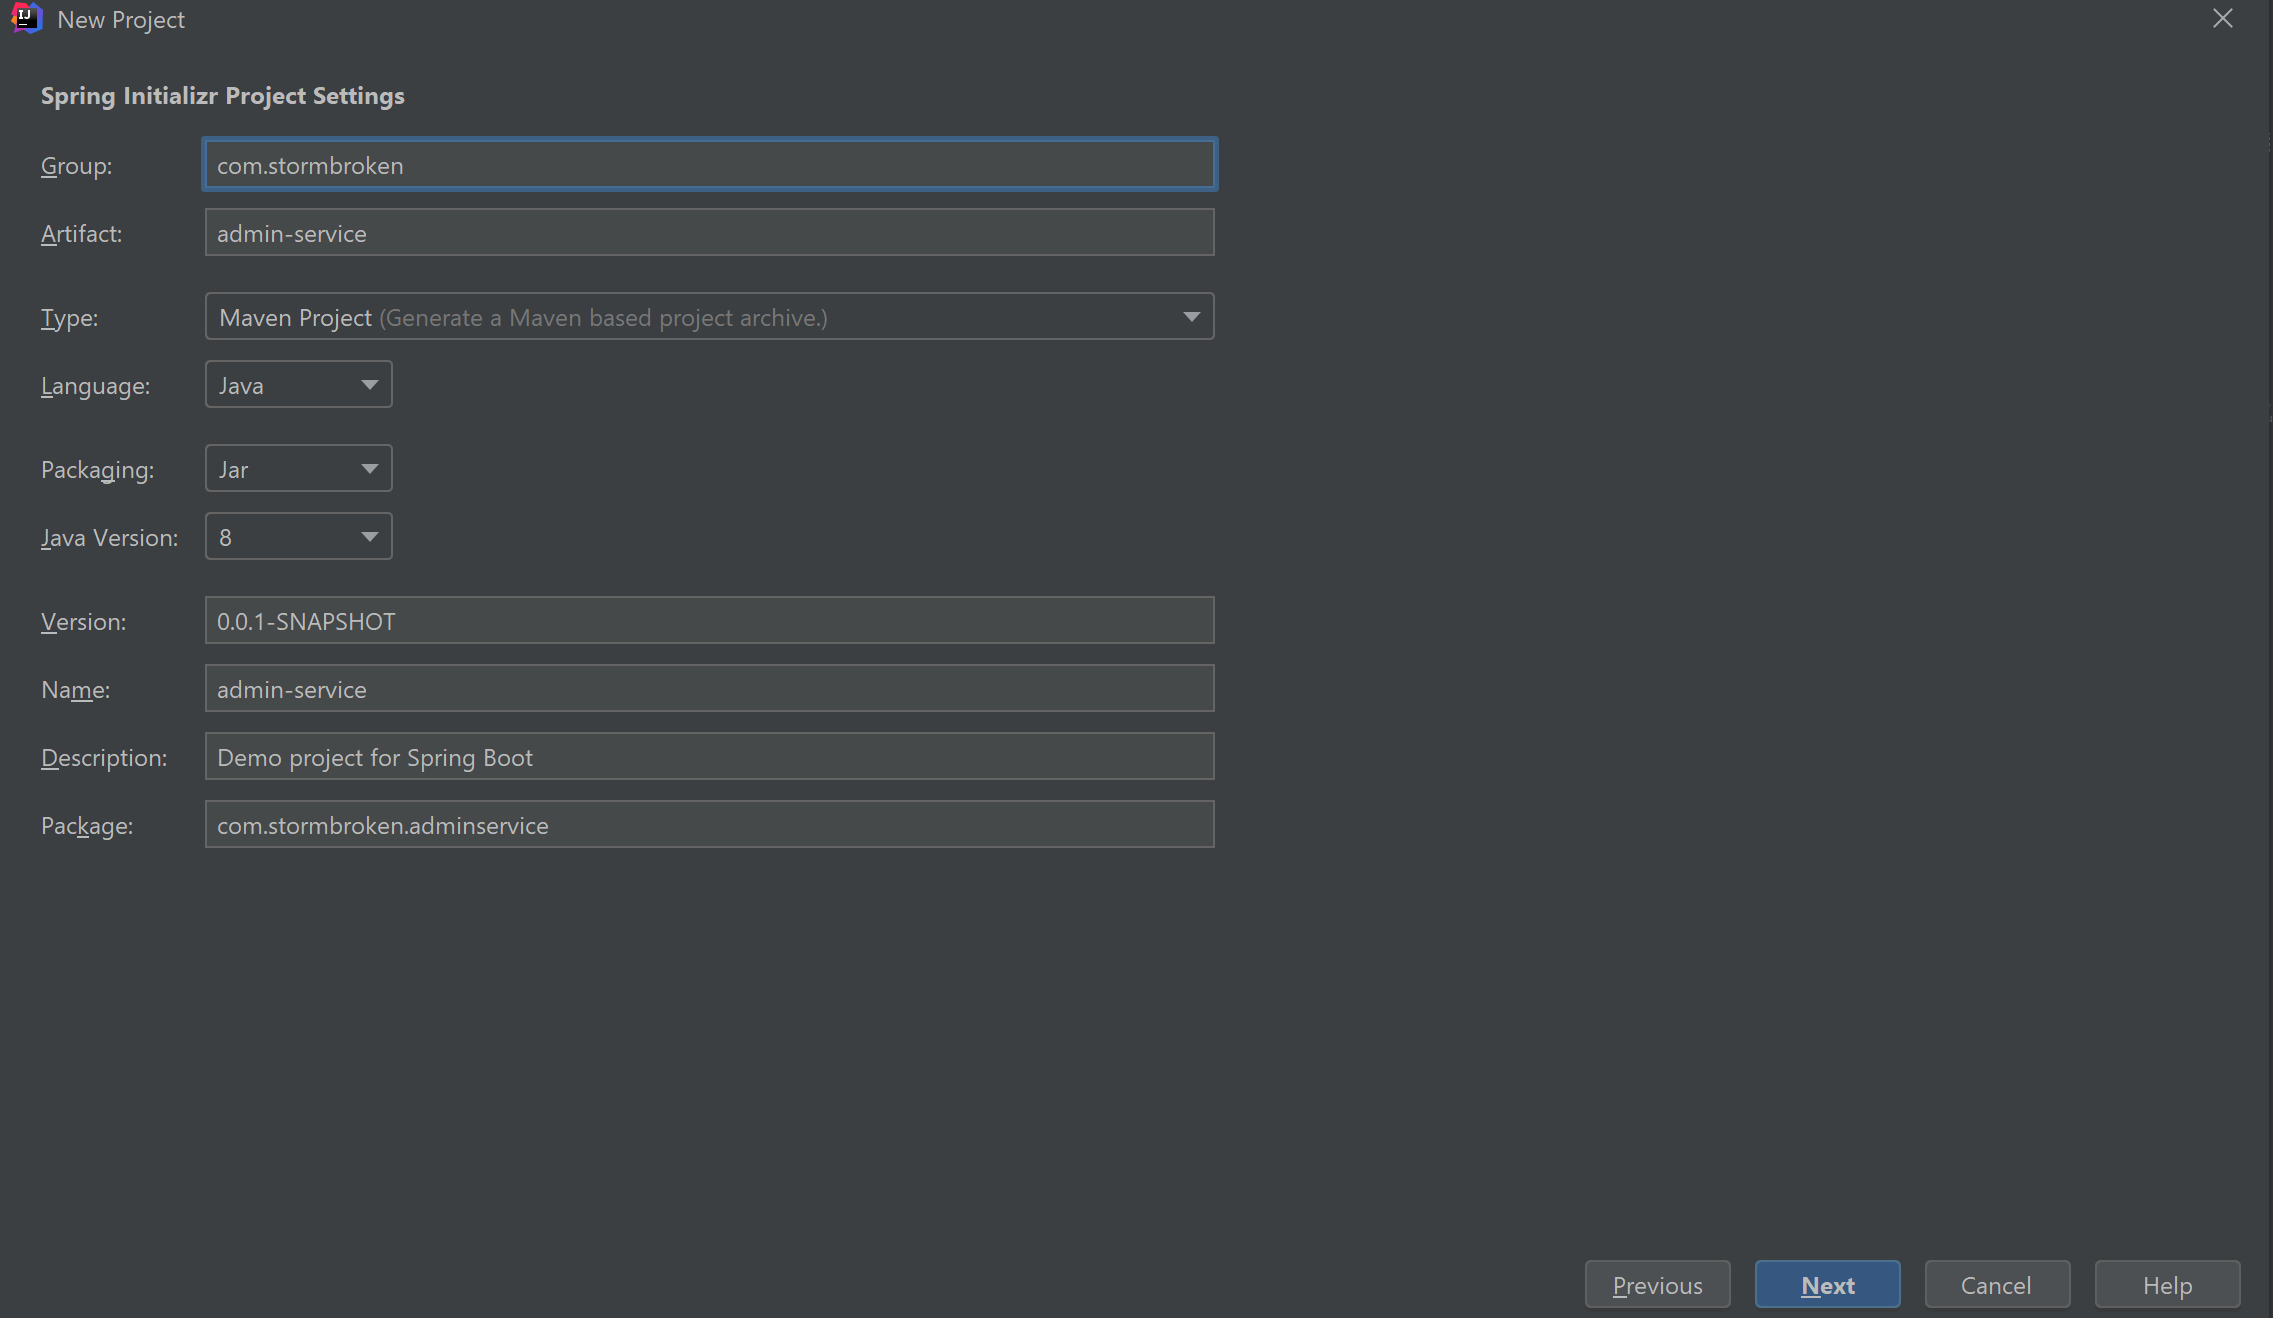 IJ
New Project
Spring Initializr Project Settings
Group: com.stormbroken
Artifact: admin-service
Type: Maven Project (Generate a Maven based project archive.)
Language: Java
Packaging: Jar
Java Version: 8
Version: 0.0.1-SNAPSHOT
Name: admin-service
Description: Demo project for Spring Boot
Package: com.stormbroken.adminservice
Previous Next Cancel Help